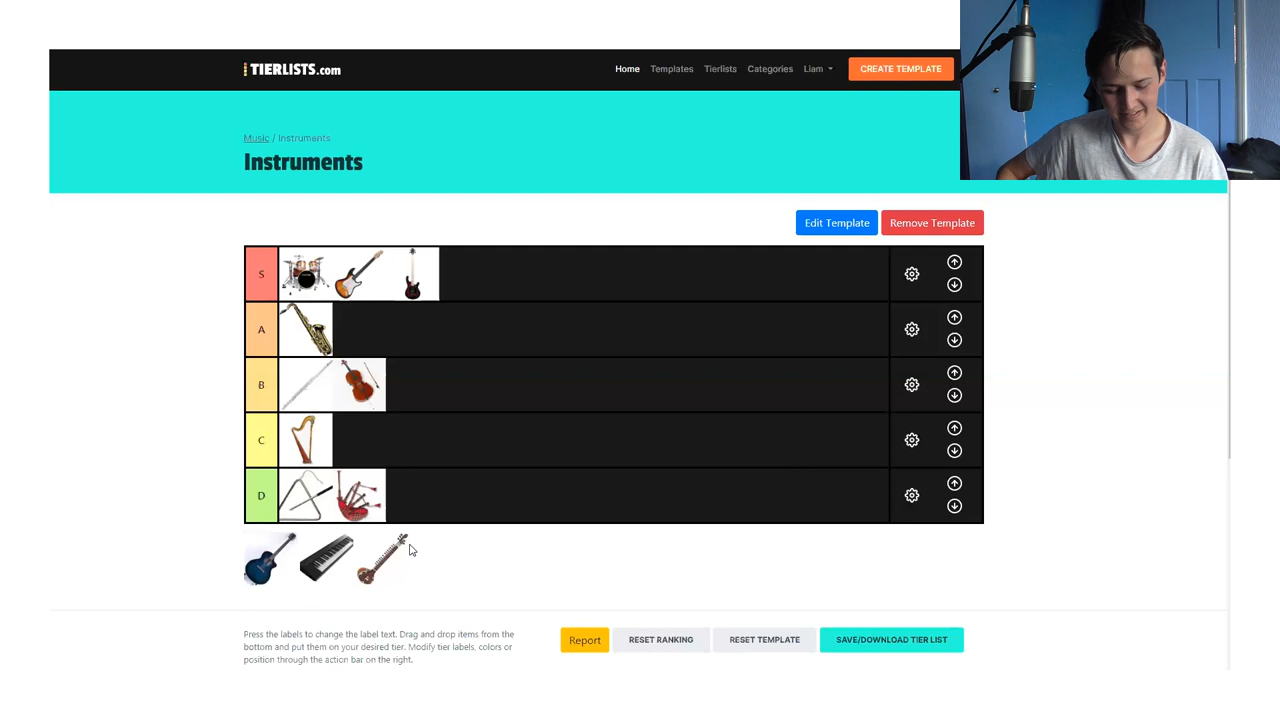 TIERLISTS.com
Home Templates Tierlists Categories Liam CREATE TEMPLATE
Music / Instruments
Instruments
Edit Template Remove Template
S
A
B
C
D
Press the labels to change the label text. Drag and drop items from the
bottom and put them on your desired tier. Modify tier labels, colors or
position through the action bar on the right.
Report RESET RANKING RESET TEMPLATE SAVE/DOWNLOAD TIER LIST